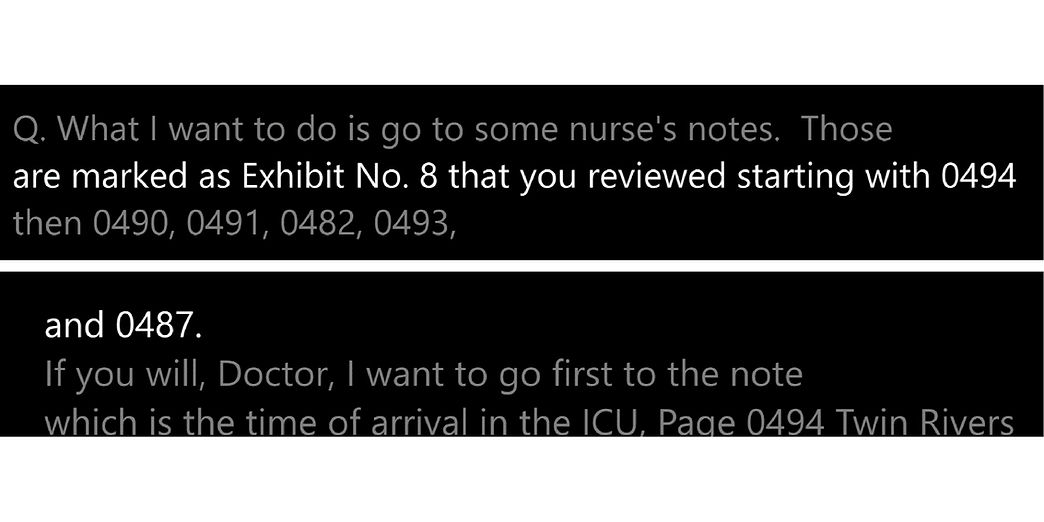 Q. What I want to do is go to some nurse's notes.  Those
are marked as Exhibit No. 8 that you reviewed starting with 0494
then 0490, 0491, 0482, 0493,
and 0487.
If you will, Doctor, I want to go first to the note
which is the time of arrival in the ICU, Page 0494 Twin Rivers